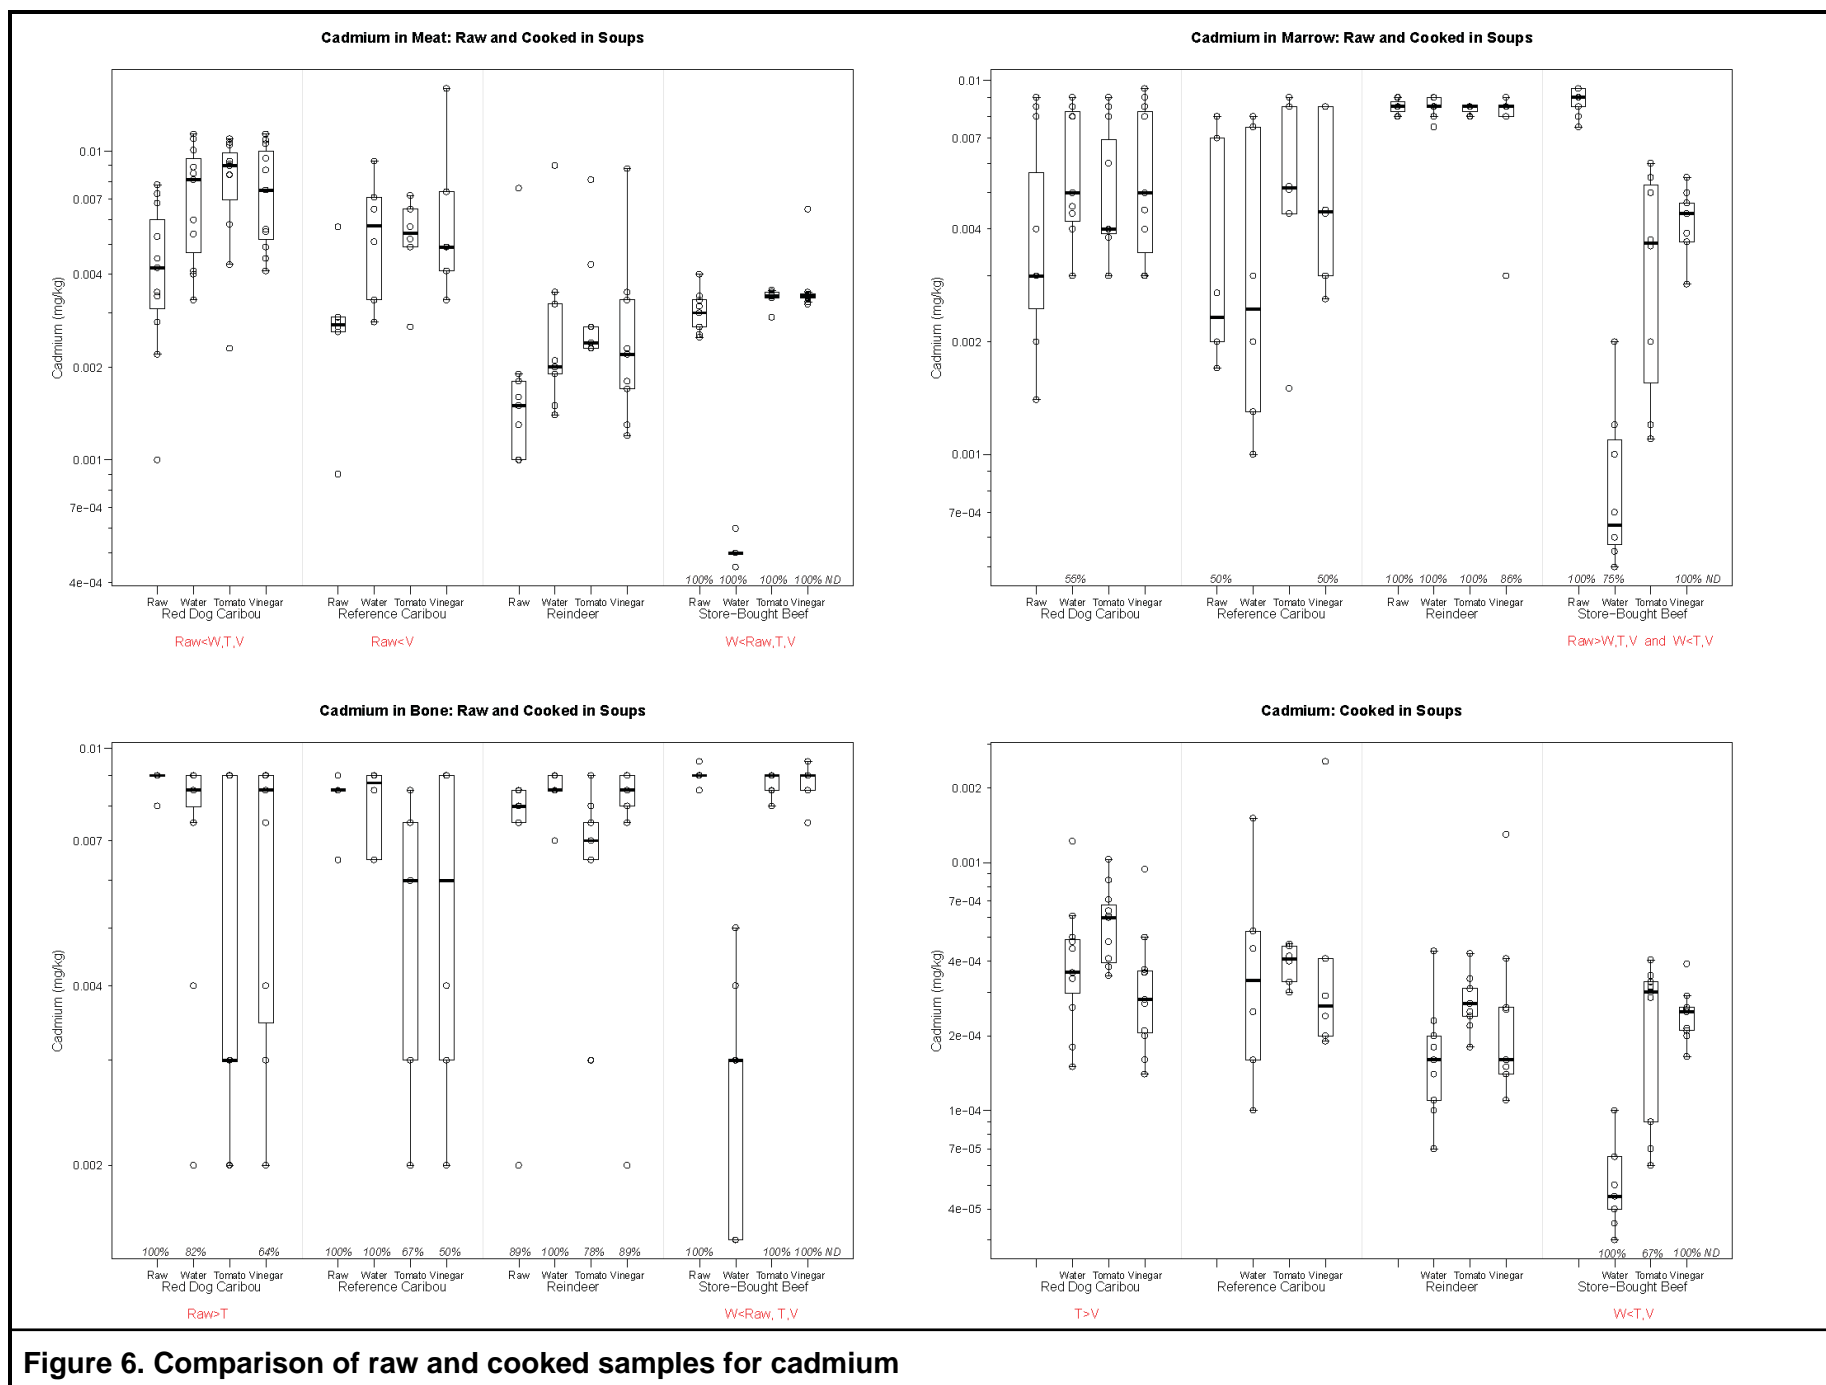 Cadmium in Meat: Raw and Cooked in Soups
Cadmium (mg/kg)
0.01
0.007
0.004
0.002
0.001
7e−04
4e−04
100% 100% 100% 100% ND
Raw Water Tomato Vinegar Raw Water Tomato Vinegar Raw Water Tomato Vinegar Raw Water Tomato Vinegar
Red Dog Caribou Reference Caribou Reindeer Store−Bought Beef
Raw<W,T,V Raw<V W<Raw,T,V
Cadmium in Marrow: Raw and Cooked in Soups
Cadmium (mg/kg)
0.01
0.007
0.004
0.002
0.001
7e−04
56% 50% 50% 100% 100% 100% 86% 100% 75% 100% ND
Raw Water Tomato Vinegar Raw Water Tomato Vinegar Raw Water Tomato Vinegar Raw Water Tomato Vinegar
Red Dog Caribou Reference Caribou Reindeer Store−Bought Beef
Raw>W,T,V and W<T,V
Cadmium in Bone: Raw and Cooked in Soups
Cadmium (mg/kg)
0.01
0.007
0.004
0.002
100% 82% 64% 100% 100% 67% 50% 89% 100% 78% 89% 100% 100% 100% ND
Raw Water Tomato Vinegar Raw Water Tomato Vinegar Raw Water Tomato Vinegar Raw Water Tomato Vinegar
Red Dog Caribou Reference Caribou Reindeer Store−Bought Beef
Raw>T W<Raw, T,V
Cadmium: Cooked in Soups
Cadmium (mg/kg)
0.002
0.001
7e−04
4e−04
2e−04
1e−04
7e−05
4e−05
100% 67% 100% ND
Water Tomato Vinegar Water Tomato Vinegar Water Tomato Vinegar Water Tomato Vinegar
Red Dog Caribou Reference Caribou Reindeer Store−Bought Beef
T>V W<T,V
Figure 6. Comparison of raw and cooked samples for cadmium